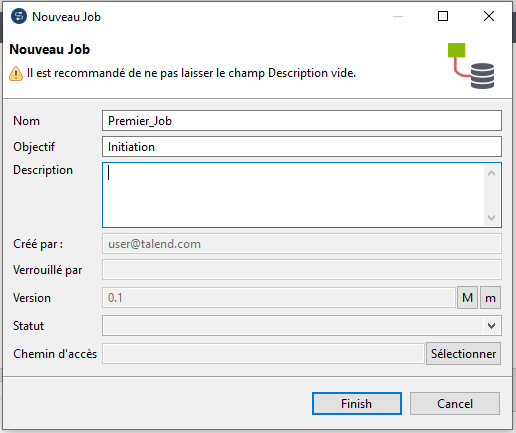 Nouveau Job
Nouveau Job
Il est recommandé de ne pas laisser le champ Description vide.
Nom Premier_Job
Objectif Initiation
Description
Créé par : user@talend.com
Verrouillé par
Version 0.1 M m
Statut
Chemin d'accès Sélectionner
Finish Cancel